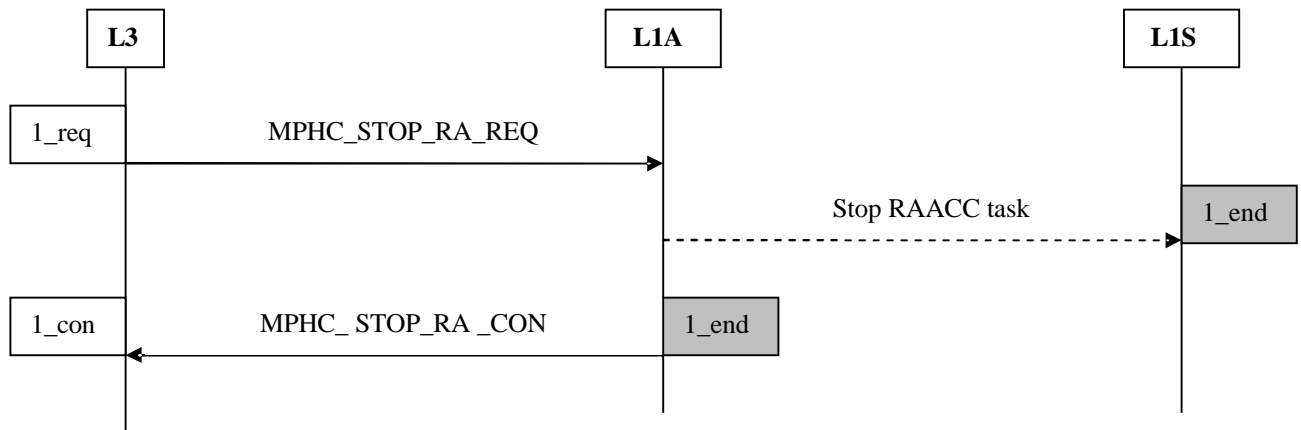 L3
L1A
L1S
1_req
MPHC_STOP_RA_REQ
Stop RAACC task
1_end
1_con
MPHC_ STOP_RA _CON
1_end